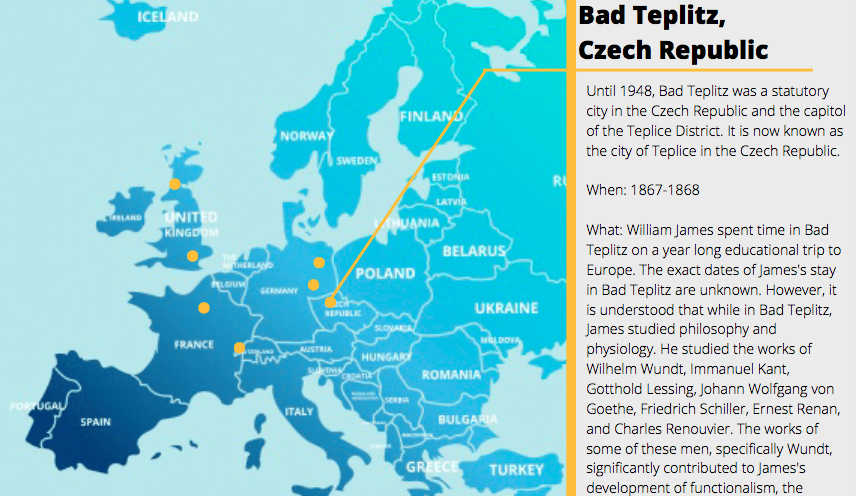 Bad Teplitz,
Czech Republic
Until 1948, Bad Teplitz was a statutory
city in the Czech Republic and the capitol
of the Teplice District. It is now known as
the city of Teplice in the Czech Republic.
When: 1867-1868
What: William James spent time in Bad
Teplitz on a year long educational trip to
Europe. The exact dates of James's stay
in Bad Teplitz are unknown. However, it
is understood that while in Bad Teplitz,
James studied philosophy and
physiology. He studied the works of
Wilhelm Wundt, Immanuel Kant,
Gotthold Lessing, Johann Wolfgang von
Goethe, Friedrich Schiller, Ernest Renan,
and Charles Renouvier. The works of
some of these men, specifically Wundt,
significantly contributed to James's
development of functionalism, the
ICELAND
FINLAND
NORWAY
SWEDEN
ESTONIA
RU
LATVIA
LITHUANIA
IRELAND
UNITED
KINGDOM
BELARUS
THE
NETHERLAND
POLAND
BELGIUM
GERMANY
UKRAINE
CZECH
REPUBLIC
SLOVAKIA
MOLDOVA
FRANCE
AUSTRIA
HUNGARY
SLOVENIA
CROATIA
ROMANIA
SERBIA
PORTUGAL
SPAIN
ITALY
BULGARIA
GREECE
TURKEY